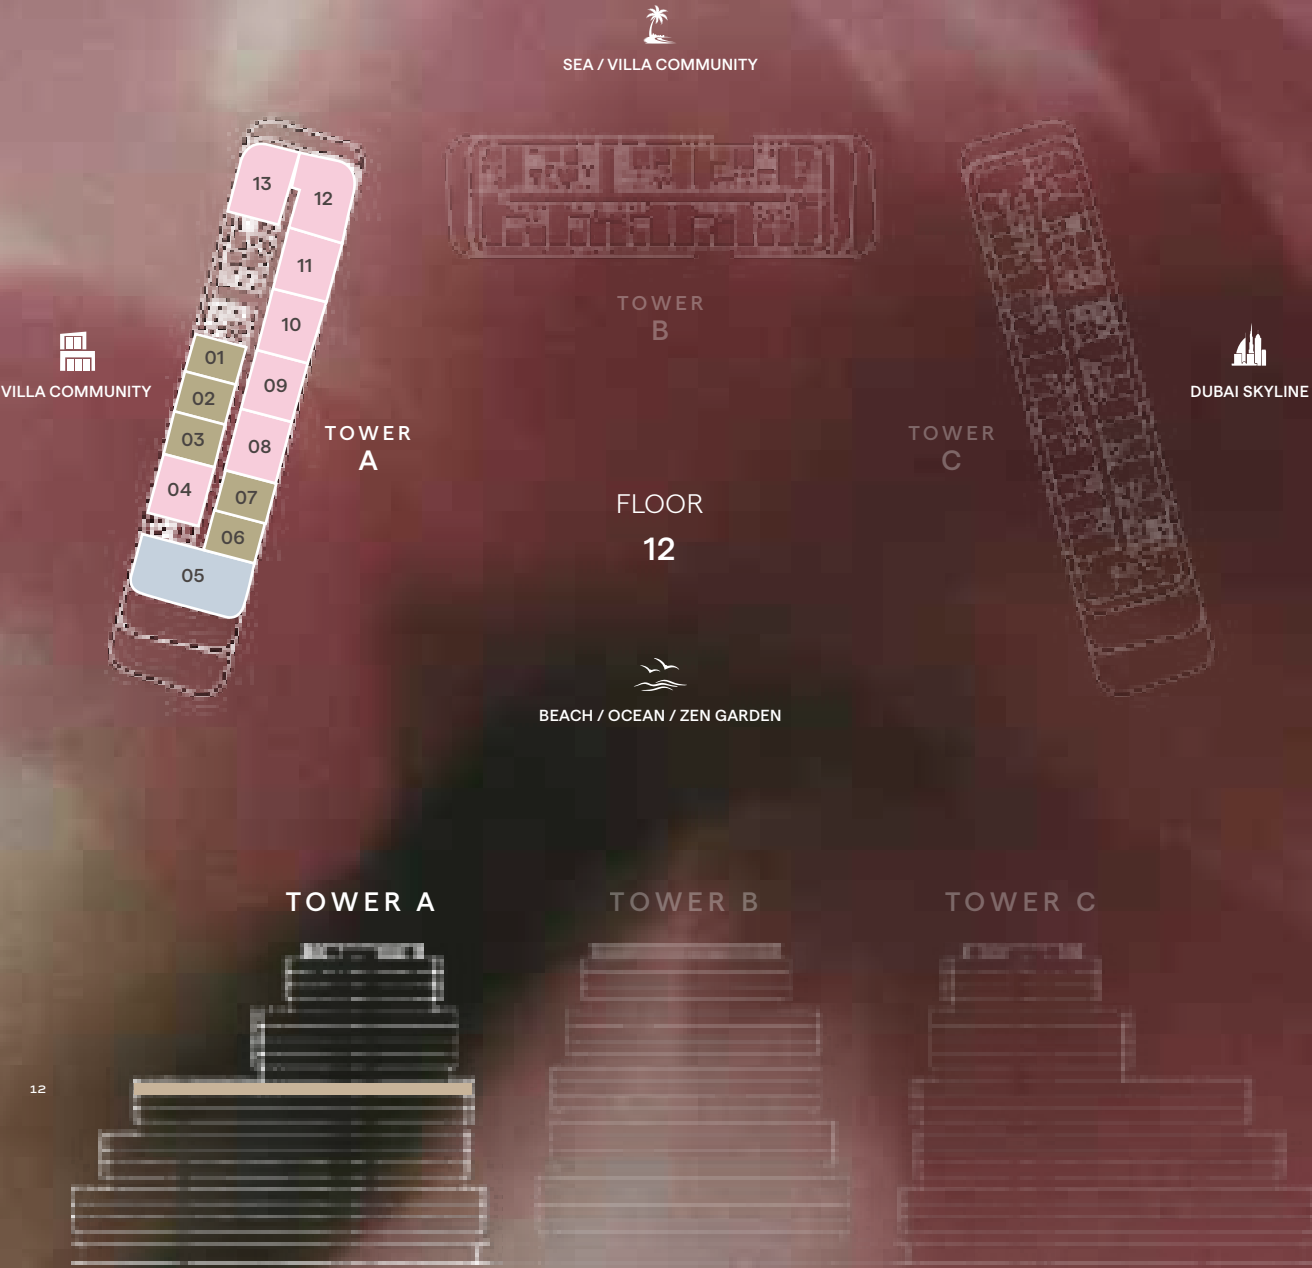 SEA / VILLA COMMUNITY
13
12
11
10
09
08
07
06
01
02
03
04
05
TOWER
A
TOWER
B
TOWER
C
VILLA COMMUNITY
DUBAI SKYLINE
FLOOR
12
BEACH / OCEAN / ZEN GARDEN
TOWER A
TOWER B
TOWER C
12